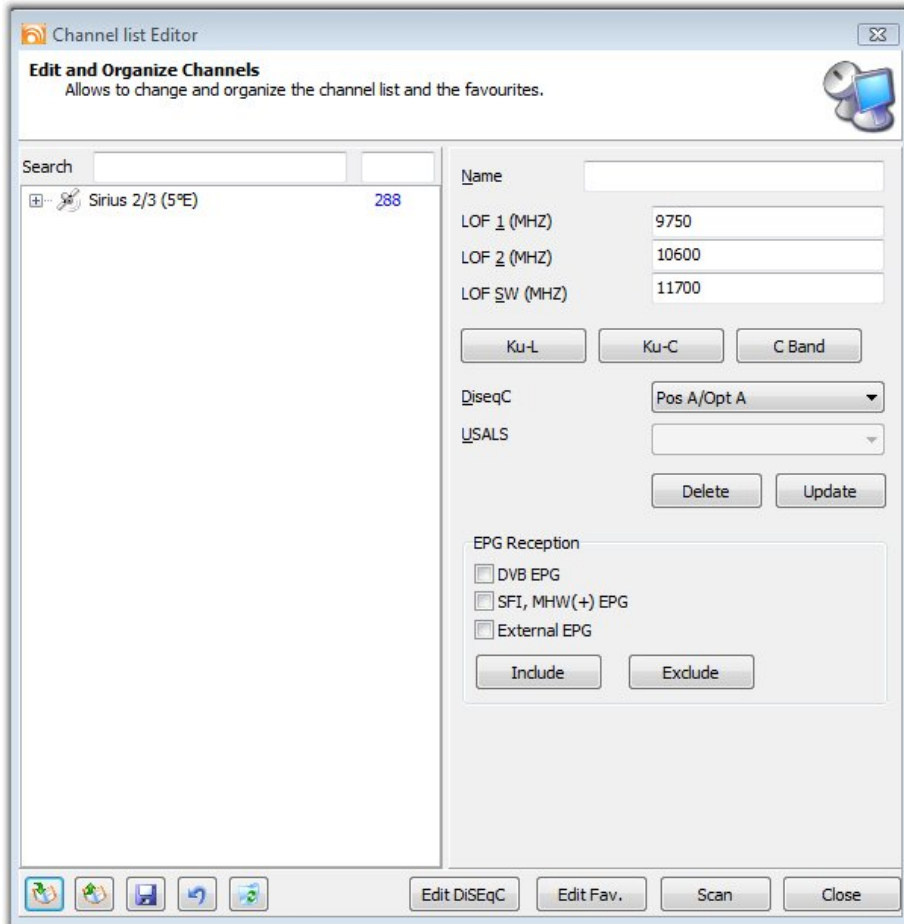 Channel list Editor
Edit and Organize Channels
Allows to change and organize the channel list and the favourites.
Search
Sirius 2/3 (5ºE) 288
Name
LOF 1 (MHZ) 9750
LOF 2 (MHZ) 10600
LOF SW (MHZ) 11700
Ku-L Ku-C C Band
DiseqC Pos A/Opt A
USALS
Delete Update
EPG Reception
DVB EPG
SFI, MHW(+) EPG
External EPG
Include Exclude
Edit DiSEqC Edit Fav. Scan Close